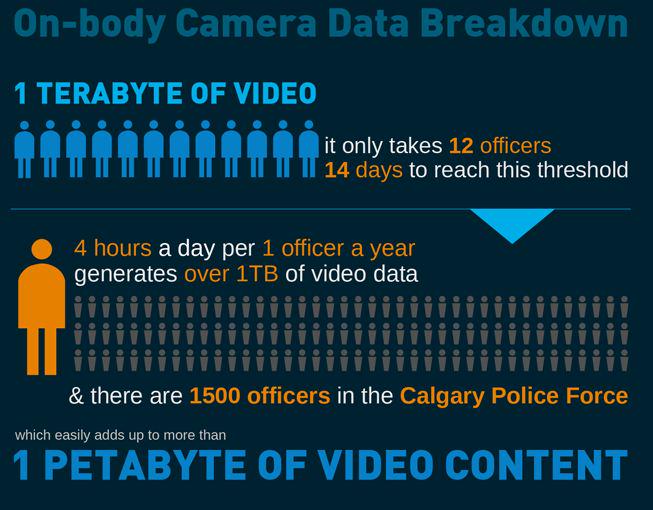 On-body Camera Data Breakdown
1 TERABYTE OF VIDEO
it only takes 12 officers
14 days to reach this threshold
4 hours a day per 1 officer a year
generates over 1TB of video data
& there are 1500 officers in the Calgary Police Force
which easily adds up to more than
1 PETABYTE OF VIDEO CONTENT